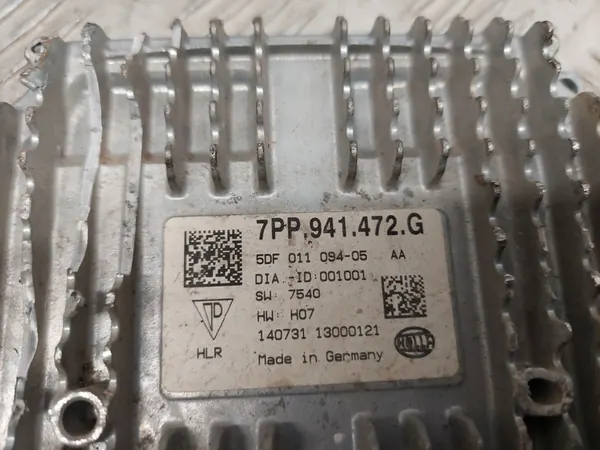 7PP.941.472.G
5DF 011 094-05 AA
DIA.-ID:001001
SW: 7540
HW: H07
140731 13000121
HLR
Made in Germany
HELLA